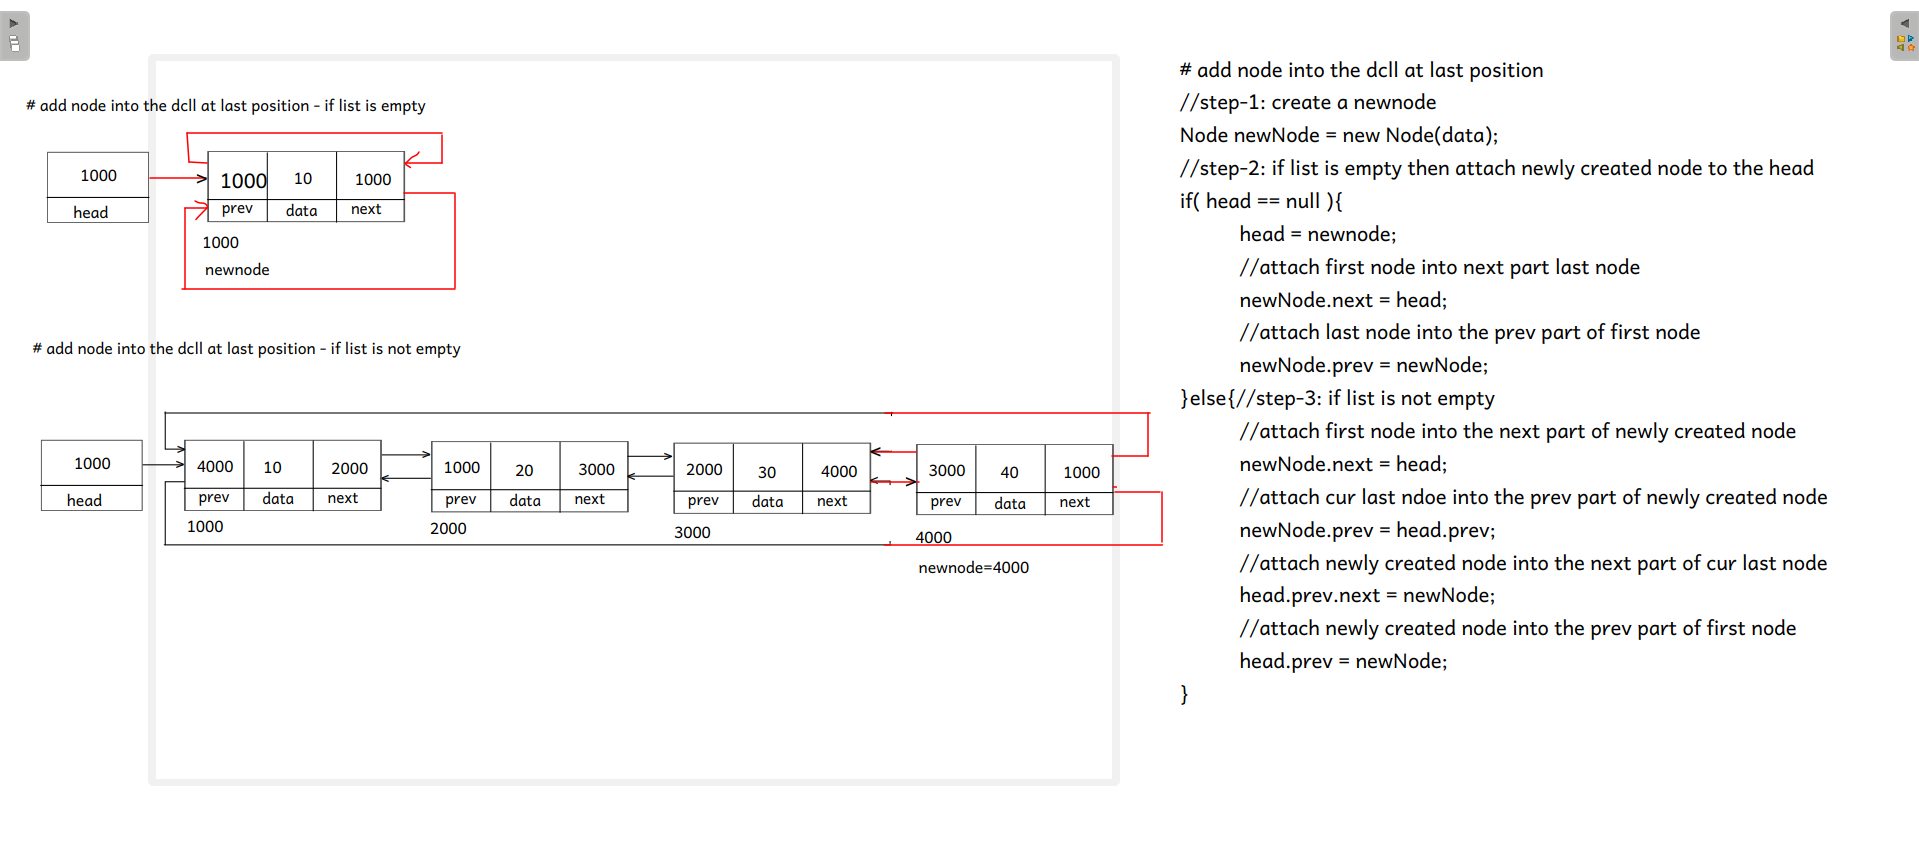 # add node into the dcll at last position - if list is empty
1000
head
1000 10 1000
prev data next
1000
newnode
# add node into the dcll at last position - if list is not empty
1000
head
4000 10 2000
prev data next
1000
1000 20 3000
prev data next
2000
2000 30 4000
prev data next
3000
3000 40 1000
prev data next
4000
newnode=4000
# add node into the dcll at last position
//step-1: create a newnode
Node newNode = new Node(data);
//step-2: if list is empty then attach newly created node to the head
if( head == null ){
head = newnode;
//attach first node into next part last node
newNode.next = head;
//attach last node into the prev part of first node
newNode.prev = newNode;
}else{//step-3: if list is not empty
//attach first node into the next part of newly created node
newNode.next = head;
//attach cur last ndoe into the prev part of newly created node
newNode.prev = head.prev;
//attach newly created node into the next part of cur last node
head.prev.next = newNode;
//attach newly created node into the prev part of first node
head.prev = newNode;
}